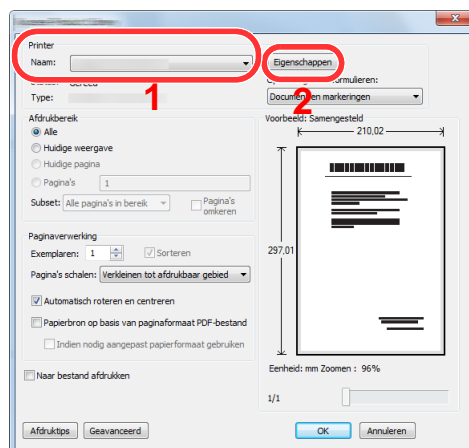 Printer
Naam:
Eigenschappen
1
2
Gereed
Type:
Documenten markeringen
Afdrukbereik
Alle
Huidige weergave
Huidige pagina
Pagina's 1
Subset: Alle pagina's in bereik
Pagina's
omkeren
Voorbeeld: Samengesteld
210,02
297,01
Paginaverwerking
Exemplaren: 1 Sorteren
Pagina's schalen: Verkleinen tot afdrukbaar gebied
Automatisch roteren en centreren
Papierbron op basis van paginaformaat PDF-bestand
Indien nodig aangepast papierformaat gebruiken
Naar bestand afdrukken
Eenheid: mm Zoomen : 96%
1/1
Afdruktips Geavanceerd OK Annuleren